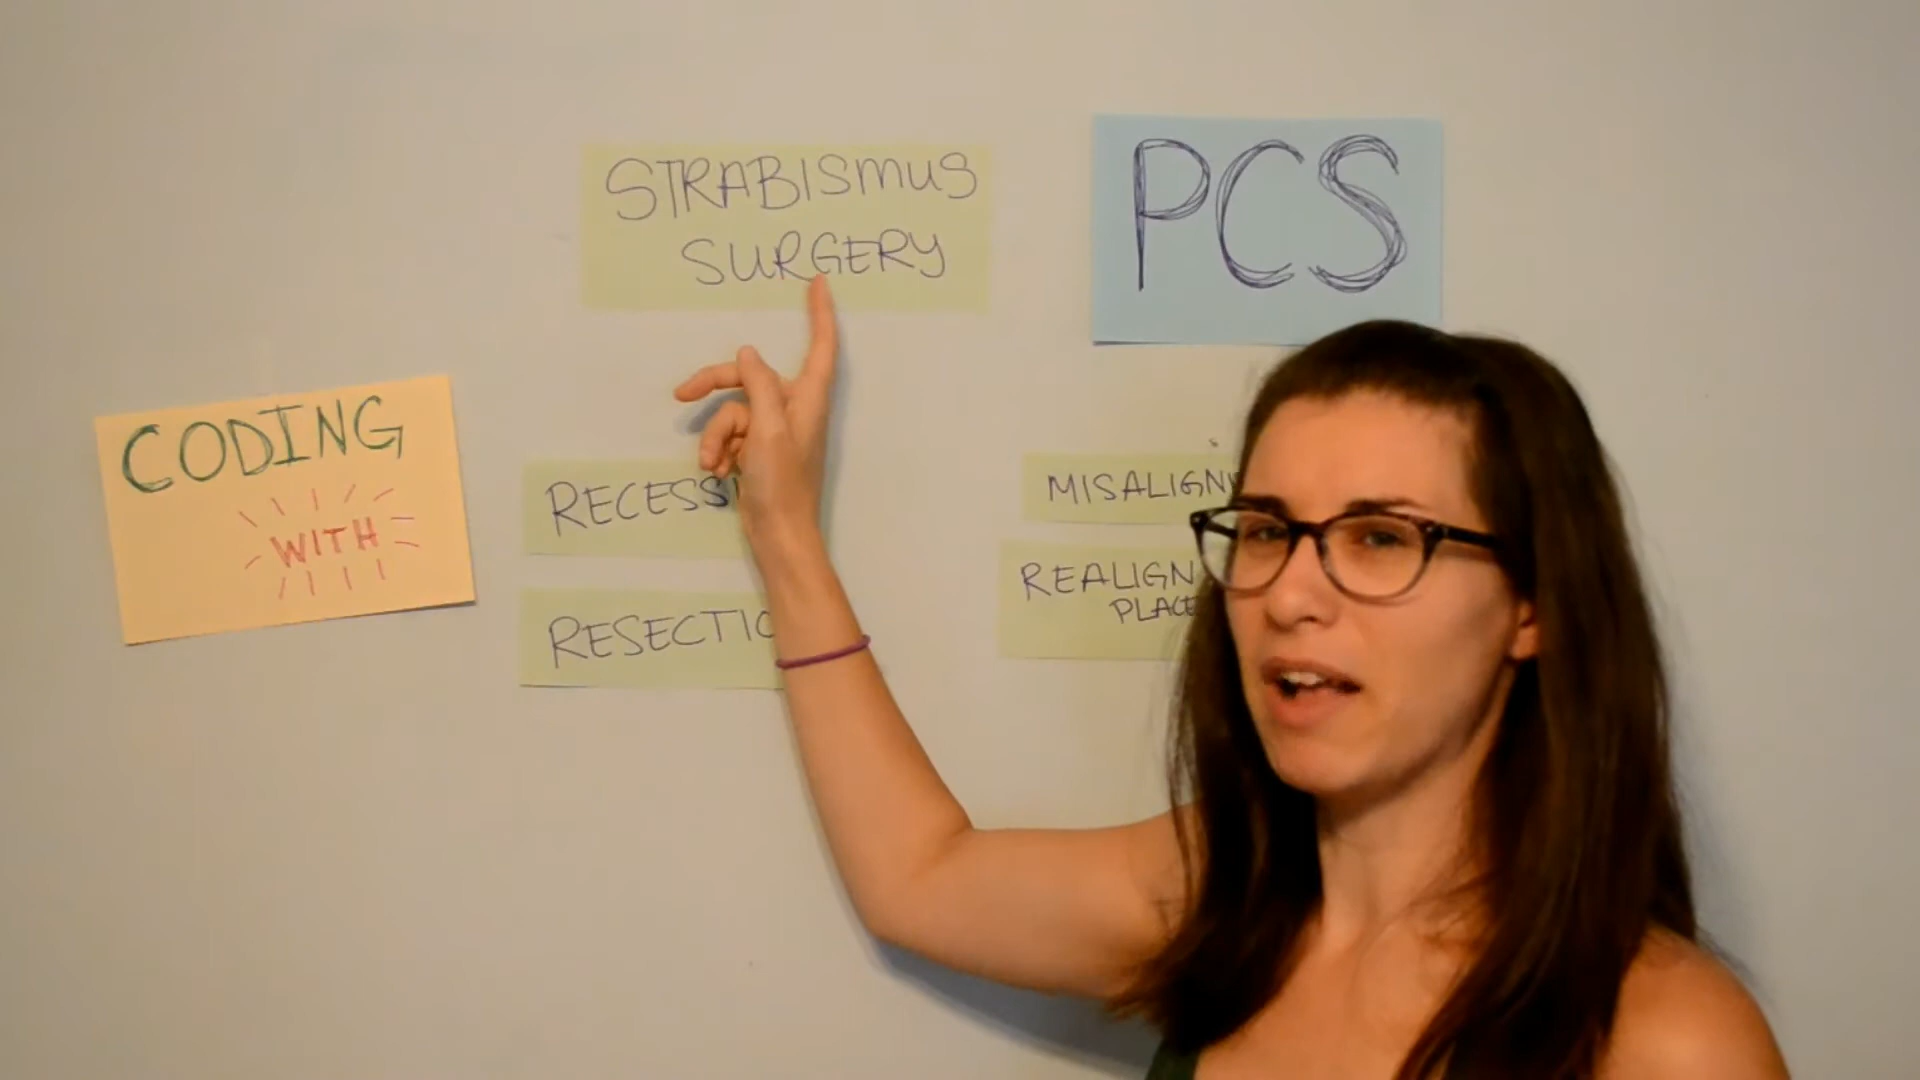 STRABISMUS
SURGERY
PCS
CODING
WITH
RECESS
RESECTIO
MISALIGN
REALIGN
PLACE